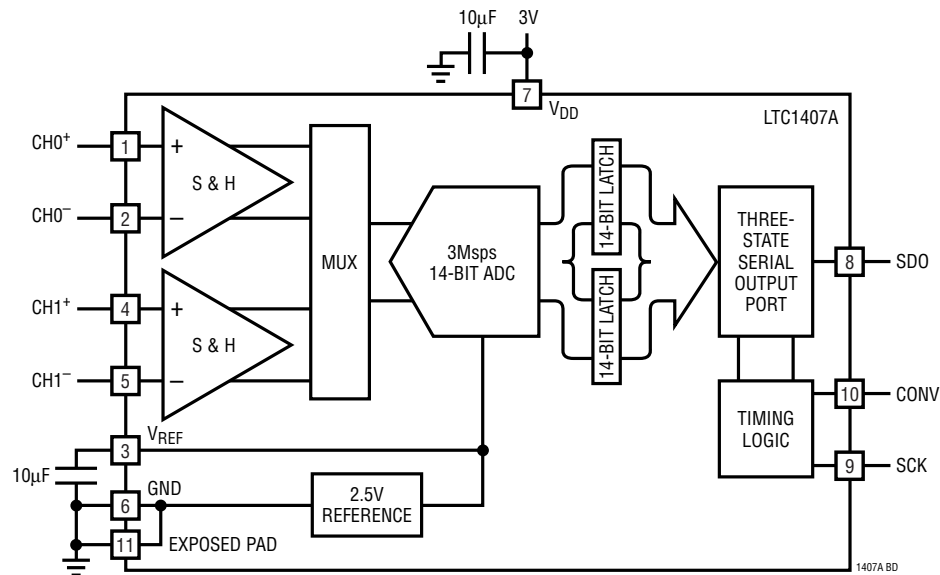 10µF 3V
7
VDD
LTC1407A
CH0+
1
+
S & H
CH0–
2
–
CH1+
4
+
S & H
CH1–
5
–
MUX
3Msps
14-BIT ADC
14-BIT LATCH
14-BIT LATCH
THREE-
STATE
SERIAL
OUTPUT
PORT
8
SDO
10
CONV
TIMING
LOGIC
9
SCK
VREF
3
10µF
GND
6
2.5V
REFERENCE
11
EXPOSED PAD
1407A BD